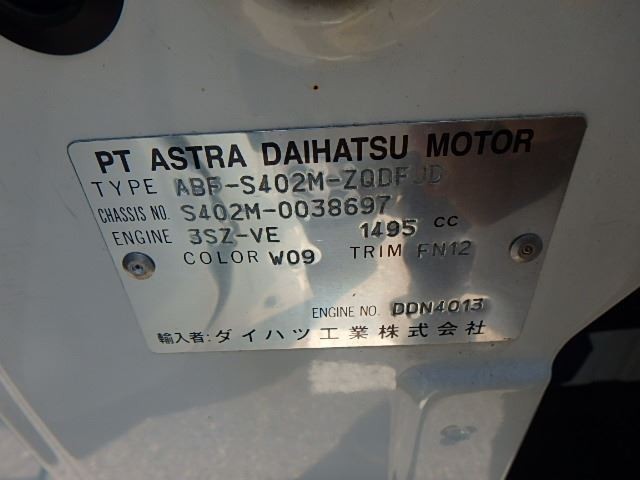 PT ASTRA DAIHATSU MOTOR
TYPE ABF-S402M-ZQDFJD
CHASSIS NO. S402M-0038697
ENGINE 3SZ-VE 1495 CC
COLOR W09 TRIM FN12
ENGINE NO. DDN4013
輸入者:ダイハツ工業株式会社